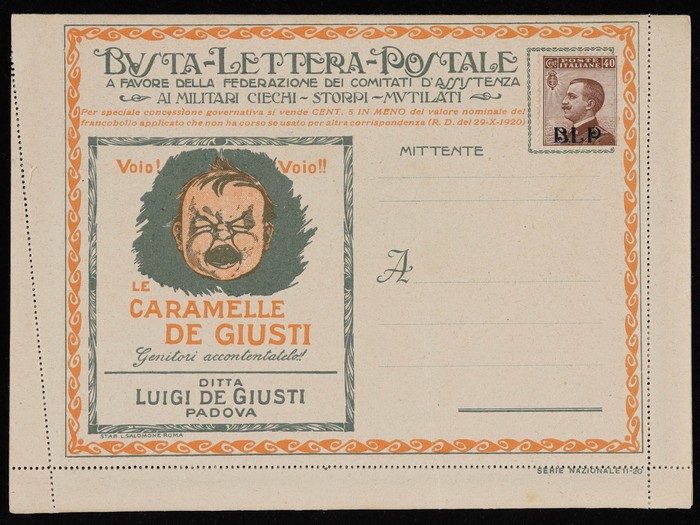 BUSTA-LETTERA-POSTALE
A FAVORE DELLA FEDERAZIONE DEI COMITATI D'ASSISTENZA
AI MILITARI CIECHI - STORPI - MUTILATI
Per speciale concessione governativa si vende CENT. 5 IN MENO del valore nominale del
francobollo applicato che non ha corso se usato per altra corrispondenza (R. D. del 29-X-1920)
POSTE
ITALIANE
40
BLP
MITTENTE
A
Voio! Voio!!
LE
CARAMELLE
DE GIUSTI
Genitori accontentatelo!!
DITTA
LUIGI DE GIUSTI
PADOVA
STAB. L. SALOMONE-ROMA
SERIE NAZIONALE 11-20